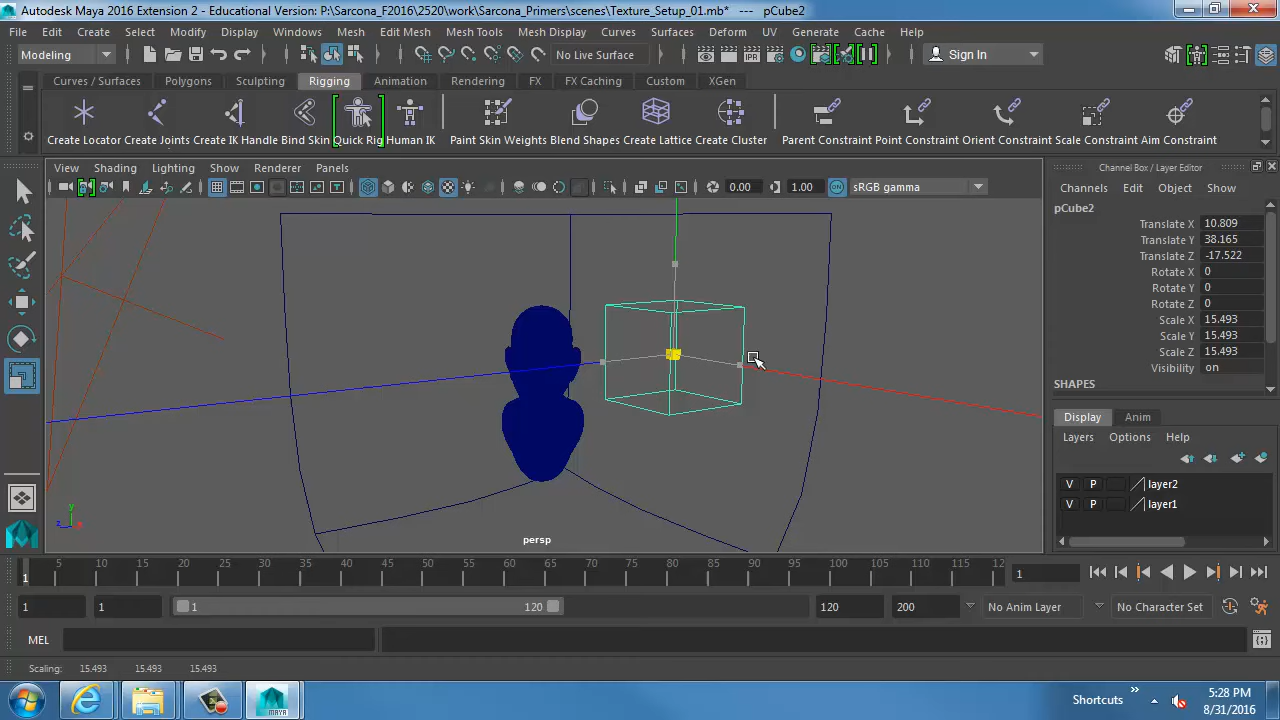 Autodesk Maya 2016 Extension 2 - Educational Version: P:\Sarcona_F2016\2520\work\Sarcona_Primers\scenes\Texture_Setup_01.mb* --- pCube2
File Edit Create Select Modify Display Windows Mesh Edit Mesh Mesh Tools Mesh Display Curves Surfaces Deform UV Generate Cache Help
Modeling No Live Surface Sign In
Curves / Surfaces Polygons Sculpting Rigging Animation Rendering FX FX Caching Custom XGen
Create Locator Create Joints Create IK Handle Bind Skin Quick Rig Human IK Paint Skin Weights Blend Shapes Create Lattice Create Cluster Parent Constraint Point Constraint Orient Constraint Scale Constraint Aim Constraint
View Shading Lighting Show Renderer Panels
0.00 1.00 ON sRGB gamma
Channel Box / Layer Editor
Channels Edit Object Show
pCube2
Translate X 10.809
Translate Y 38.165
Translate Z -17.522
Rotate X 0
Rotate Y 0
Rotate Z 0
Scale X 15.493
Scale Y 15.493
Scale Z 15.493
Visibility on
SHAPES
Display Anim
Layers Options Help
V P layer2
V P layer1
y
z x
persp
5 10 15 20 25 30 35 40 45 50 55 60 65 70 75 80 85 90 95 100 105 110 115 12
1 1
1 1 1 120 120 200 No Anim Layer No Character Set
MEL
Scaling: 15.493 15.493 15.493
MAYA
Shortcuts
5:28 PM
8/31/2016